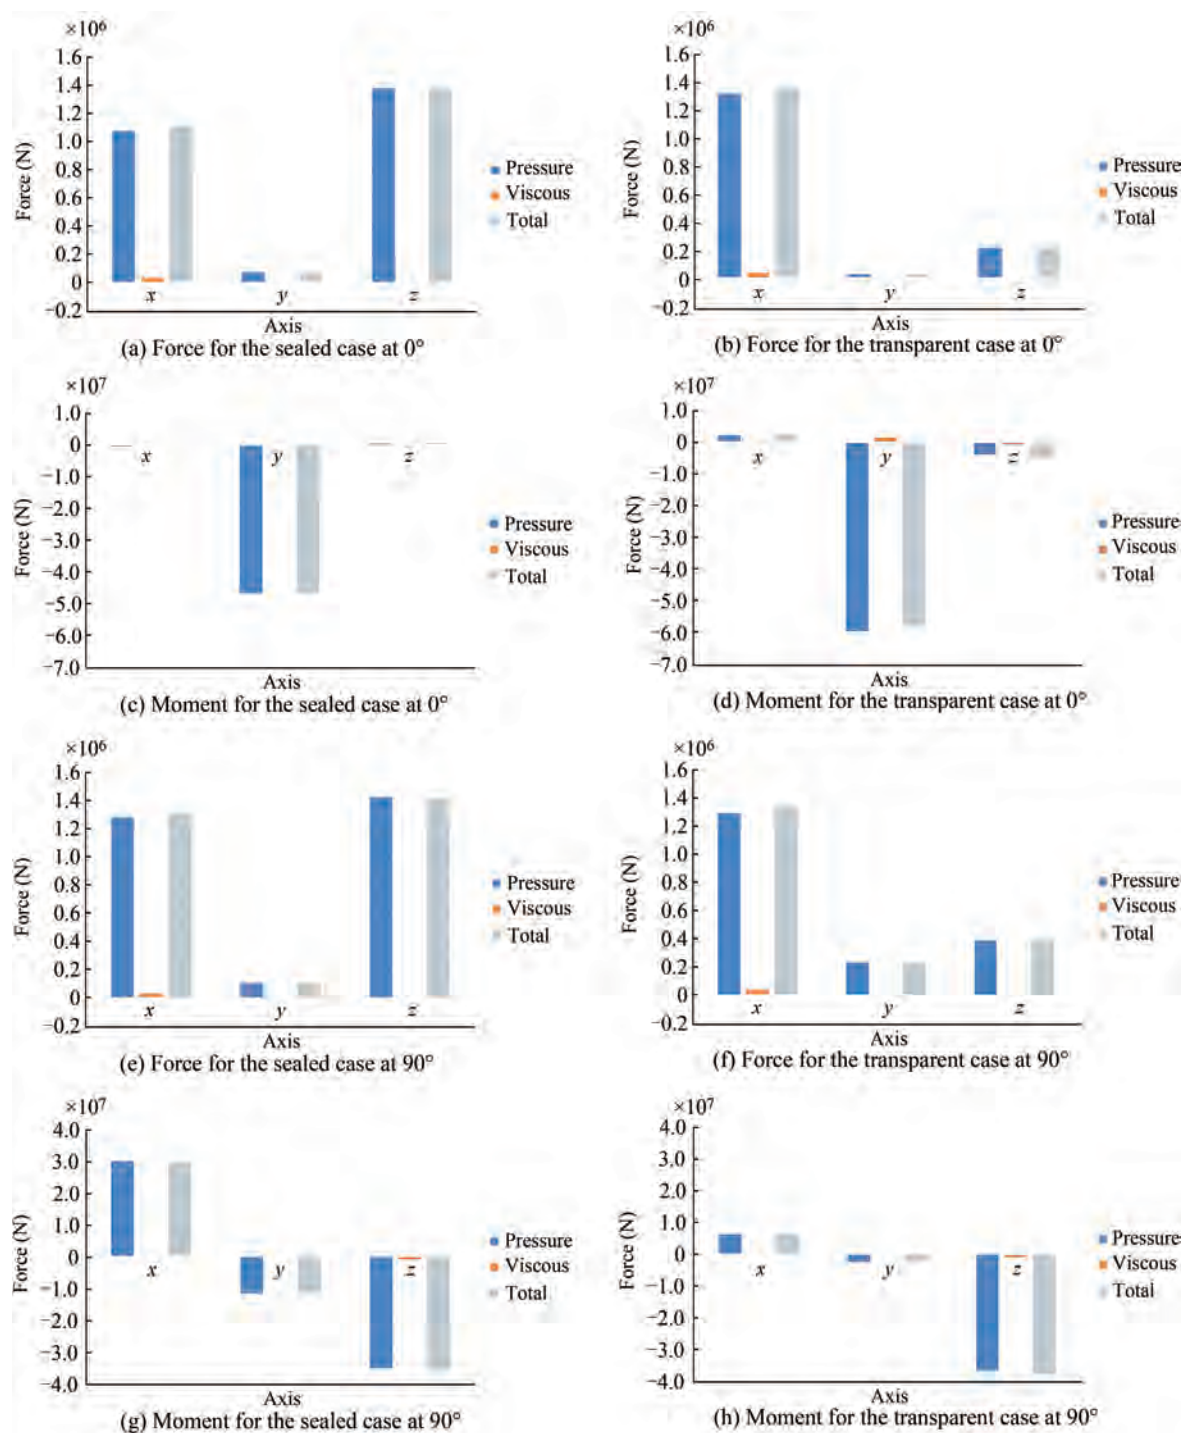 ×10⁶
1.6
1.4
1.2
1.0
0.8
0.6
0.4
0.2
0
−0.2
Force (N)
x y z
Axis
Pressure
Viscous
Total
(a) Force for the sealed case at 0°
×10⁶
1.6
1.4
1.2
1.0
0.8
0.6
0.4
0.2
0
−0.2
Force (N)
x y z
Axis
Pressure
Viscous
Total
(b) Force for the transparent case at 0°
×10⁷
1.0
0
−1.0
−2.0
−3.0
−4.0
−5.0
−6.0
−7.0
Force (N)
x y z
Axis
Pressure
Viscous
Total
(c) Moment for the sealed case at 0°
×10⁷
1.0
0
−1.0
−2.0
−3.0
−4.0
−5.0
−6.0
−7.0
Force (N)
x y z
Axis
Pressure
Viscous
Total
(d) Moment for the transparent case at 0°
×10⁶
1.6
1.4
1.2
1.0
0.8
0.6
0.4
0.2
0
−0.2
Force (N)
x y z
Axis
Pressure
Viscous
Total
(e) Force for the sealed case at 90°
×10⁶
1.6
1.4
1.2
1.0
0.8
0.6
0.4
0.2
0
−0.2
Force (N)
x y z
Axis
Pressure
Viscous
Total
(f) Force for the transparent case at 90°
×10⁷
4.0
3.0
2.0
1.0
0
−1.0
−2.0
−3.0
−4.0
Force (N)
x y z
Axis
Pressure
Viscous
Total
(g) Moment for the sealed case at 90°
×10⁷
4.0
3.0
2.0
1.0
0
−1.0
−2.0
−3.0
−4.0
Force (N)
x y z
Axis
Pressure
Viscous
Total
(h) Moment for the transparent case at 90°